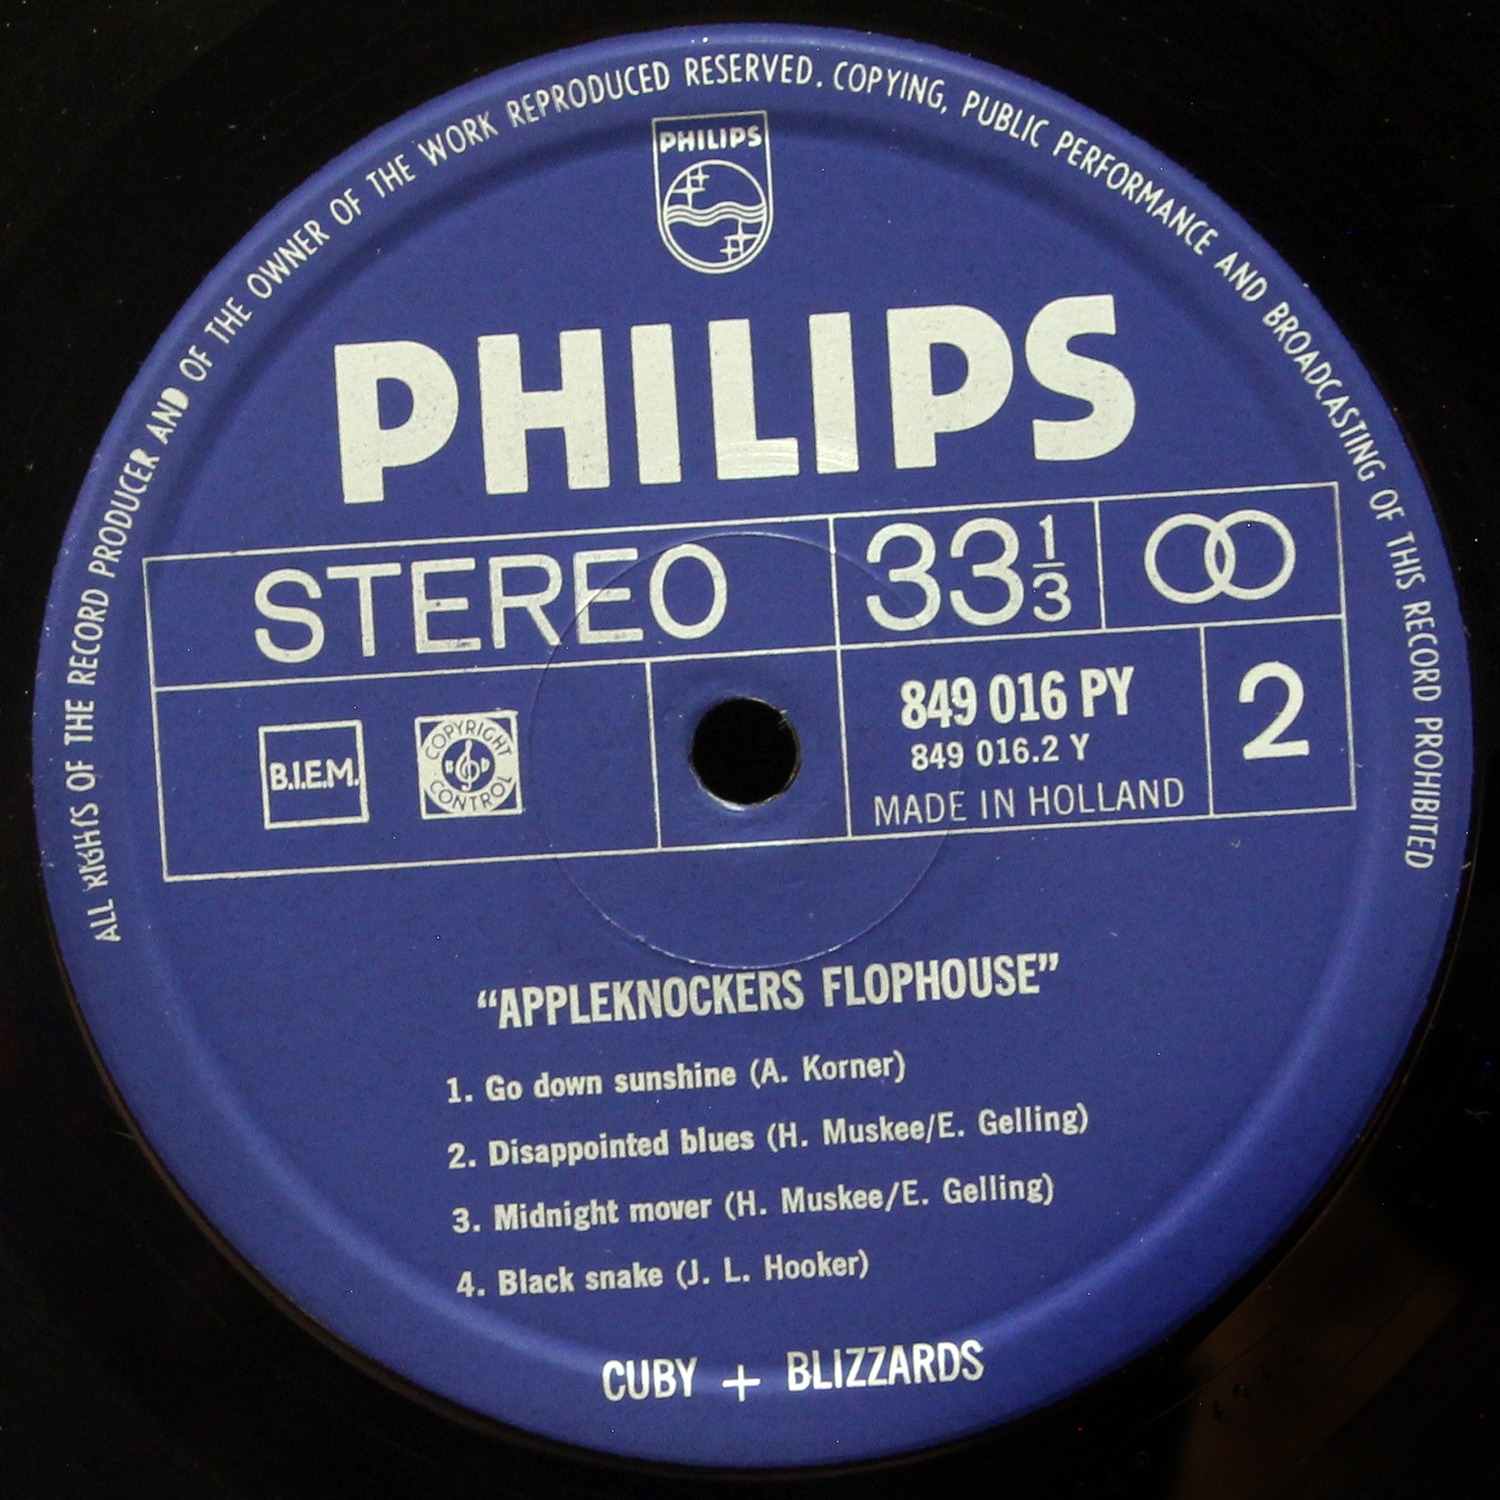 ALL RIGHTS OF THE RECORD PRODUCER AND OF THE OWNER OF THE WORK REPRODUCED RESERVED. COPYING, PUBLIC PERFORMANCE AND BROADCASTING OF THIS RECORD PROHIBITED
PHILIPS
PHILIPS
STEREO
33 1/3
B.I.E.M.
COPYRIGHT
B D
CONTROL
849 016 PY
849 016.2 Y
MADE IN HOLLAND
2
“APPLEKNOCKERS FLOPHOUSE”
1. Go down sunshine (A. Korner)
2. Disappointed blues (H. Muskee/E. Gelling)
3. Midnight mover (H. Muskee/E. Gelling)
4. Black snake (J. L. Hooker)
CUBY + BLIZZARDS